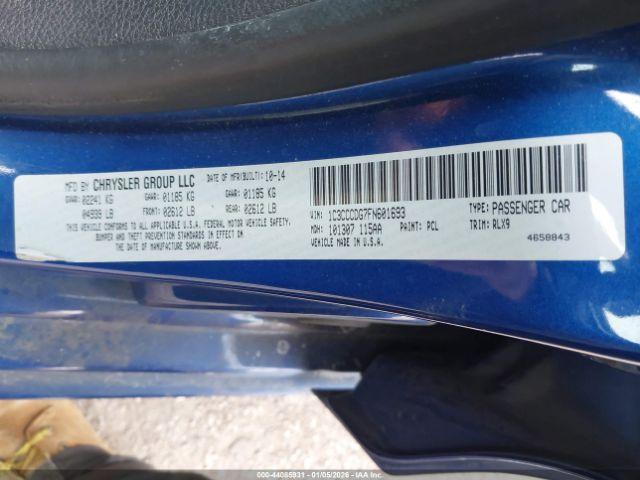 MFD BY CHRYSLER GROUP LLC DATE OF MFR(BUILT): 10-14
GVWR: 02241 KG GAWR: 01185 KG GAWR: 01185 KG
04939 LB FRONT: 02612 LB REAR: 02612 LB
THIS VEHICLE CONFORMS TO ALL APPLICABLE U.S.A. FEDERAL MOTOR VEHICLE SAFETY,
BUMPER AND THEFT PREVENTION STANDARDS IN EFFECT ON
THE DATE OF MANUFACTURE SHOWN ABOVE.
VIN: 1C3CCCDG7FN601693 TYPE: PASSENGER CAR
MDH: 101307 115AA PAINT: PCL TRIM: RLX9
VEHICLE MADE IN U.S.A. 4658843
000-44085931 | 01/05/2026 | IAA Inc.